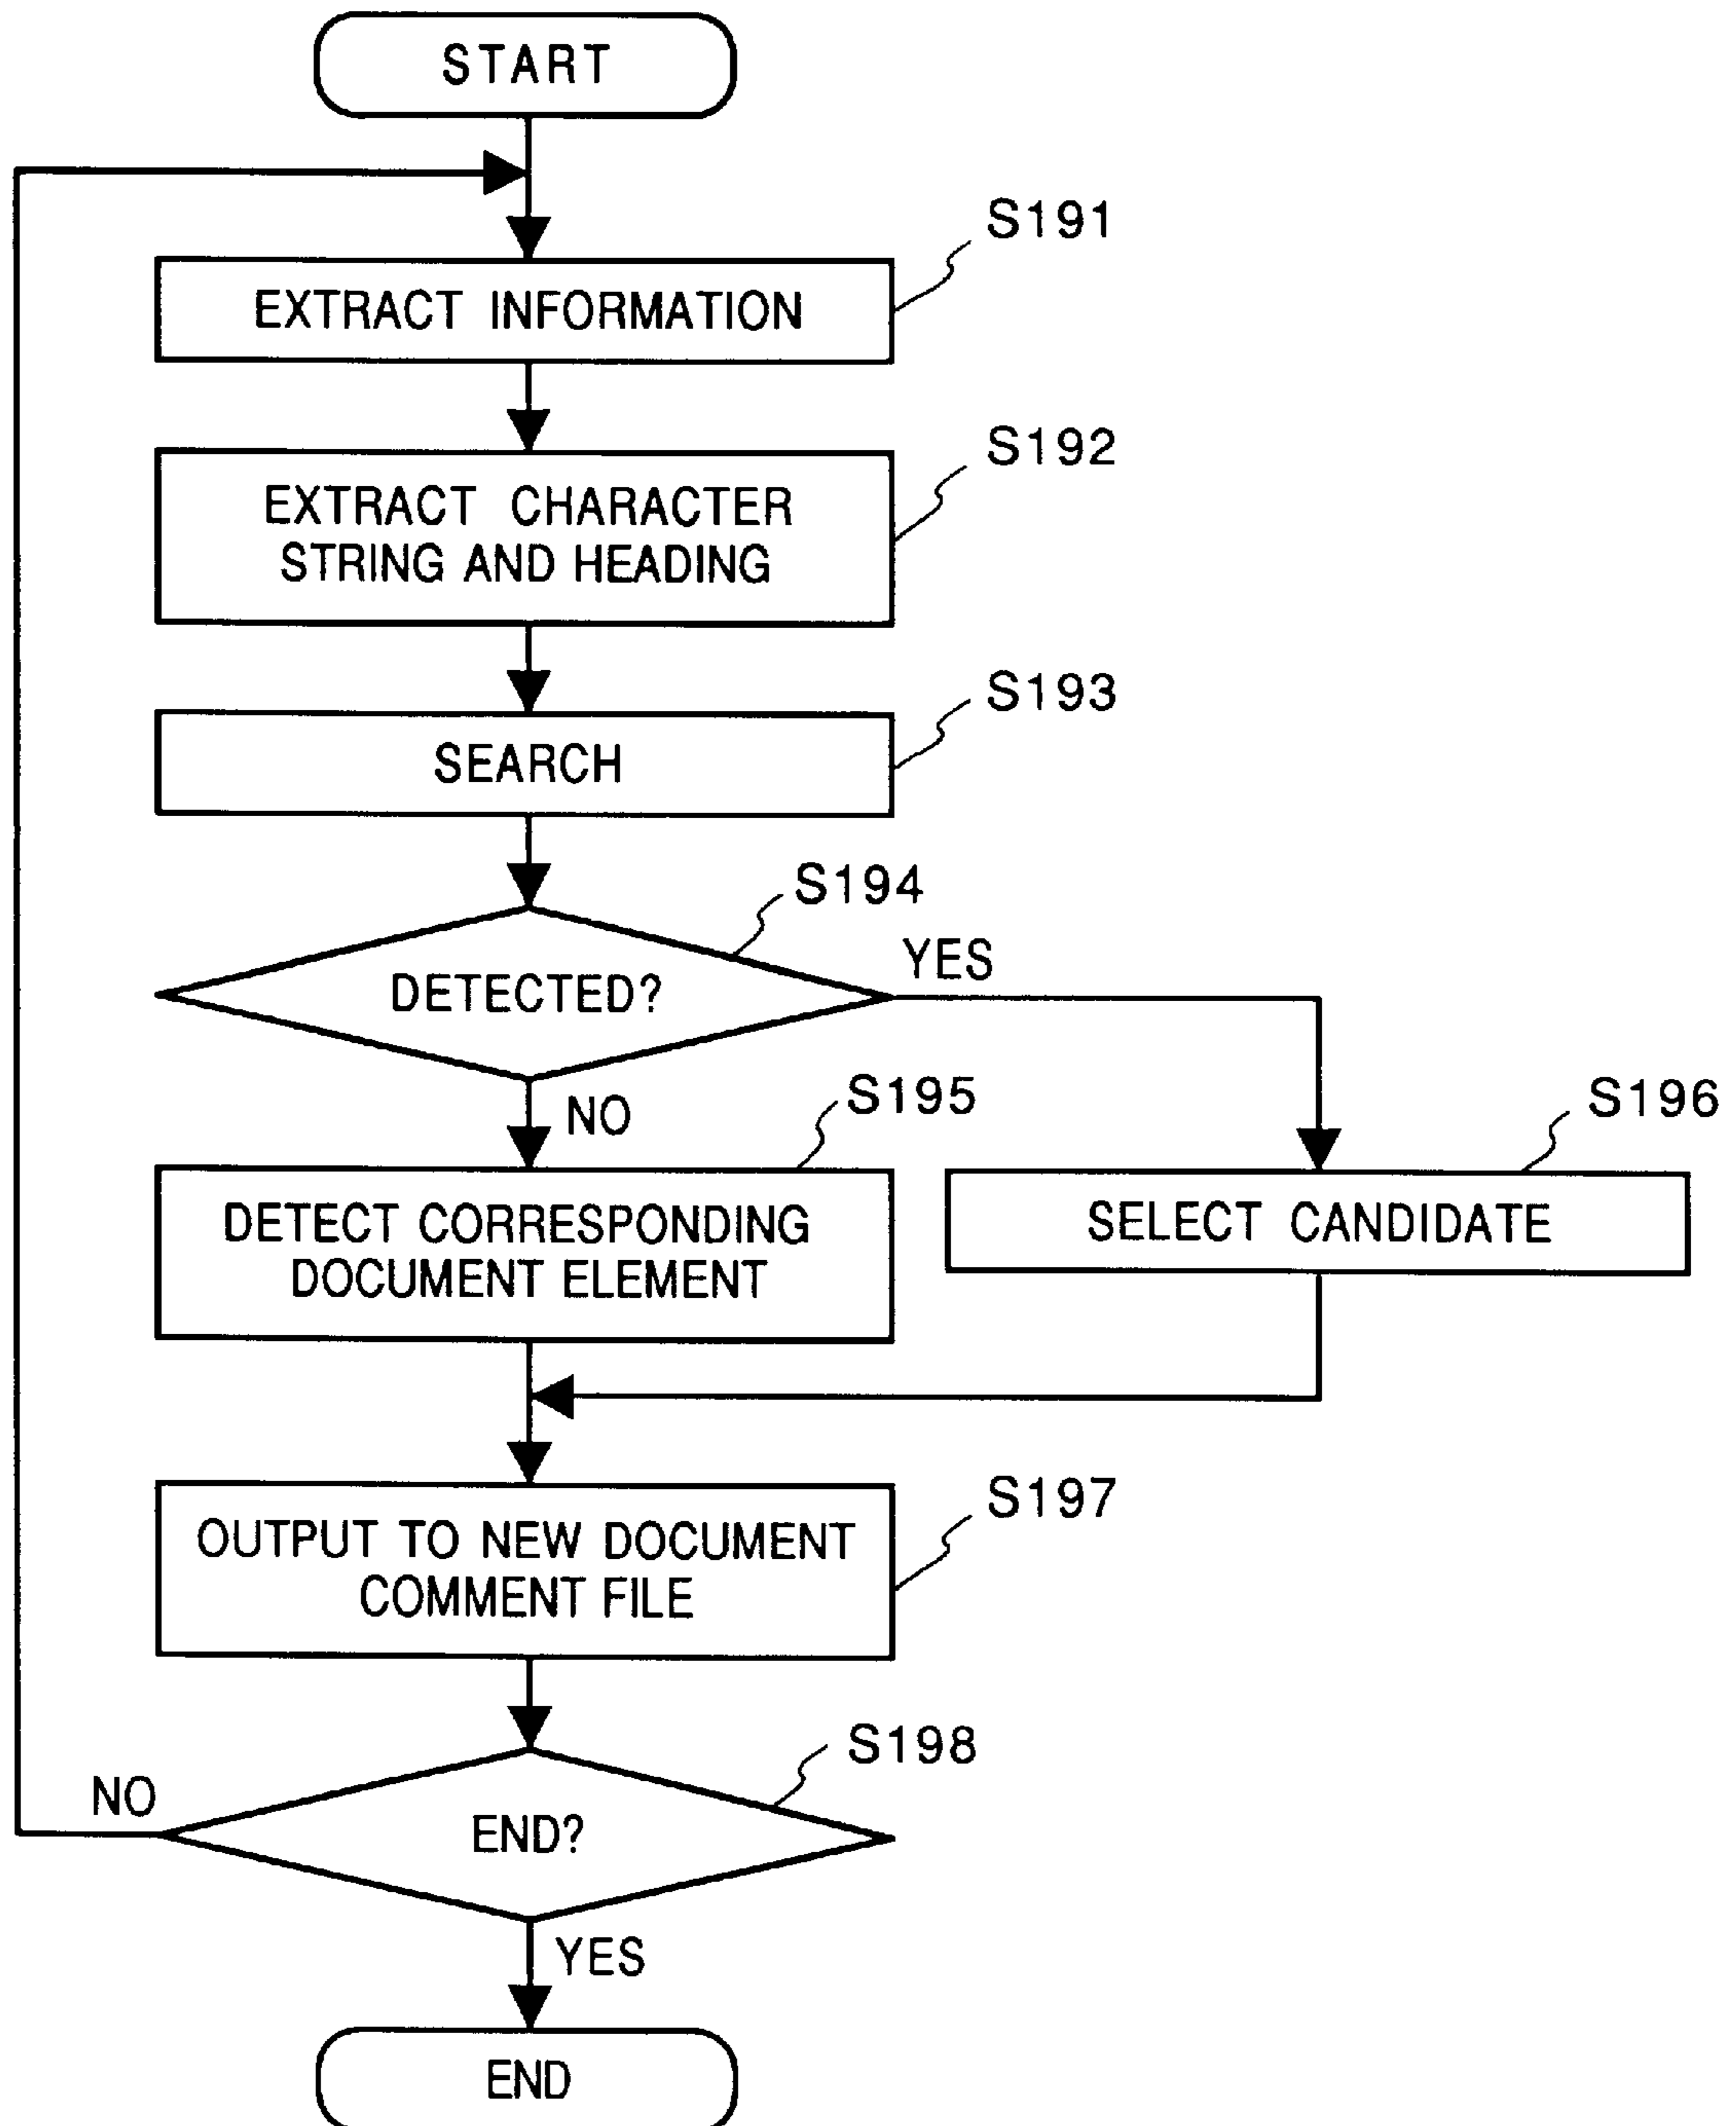 START
S191
EXTRACT INFORMATION
S192
EXTRACT CHARACTER
STRING AND HEADING
S193
SEARCH
S194
DETECTED?
YES
NO
S195
DETECT CORRESPONDING
DOCUMENT ELEMENT
S196
SELECT CANDIDATE
S197
OUTPUT TO NEW DOCUMENT
COMMENT FILE
S198
END?
NO
YES
END